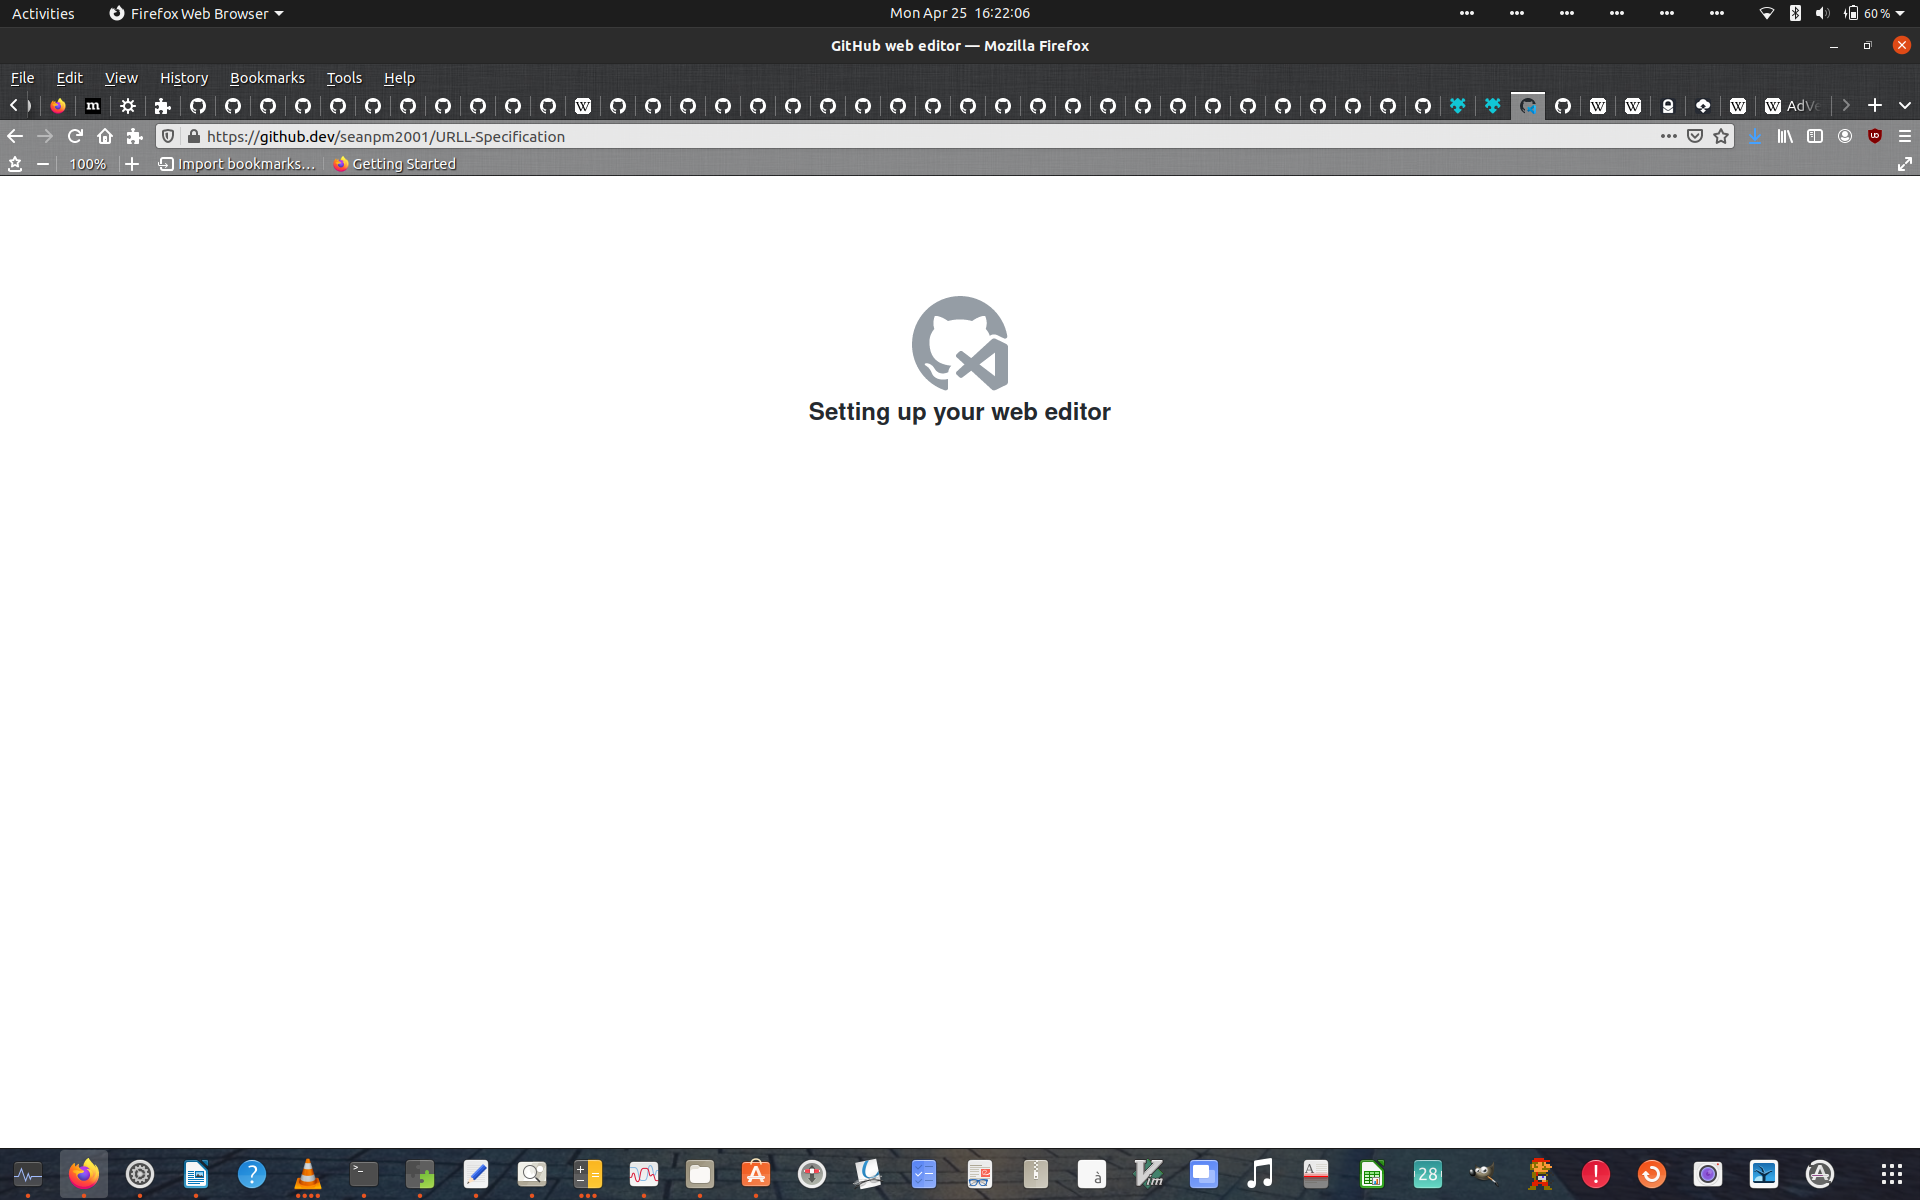 Activities Firefox Web Browser Mon Apr 25 16:22:06 60 %
GitHub web editor — Mozilla Firefox
File Edit View History Bookmarks Tools Help
m W W W W W AdVe
https://github.dev/seanpm2001/URLL-Specification
100% Import bookmarks... Getting Started
Setting up your web editor
>_ ? à Vim A 28 !